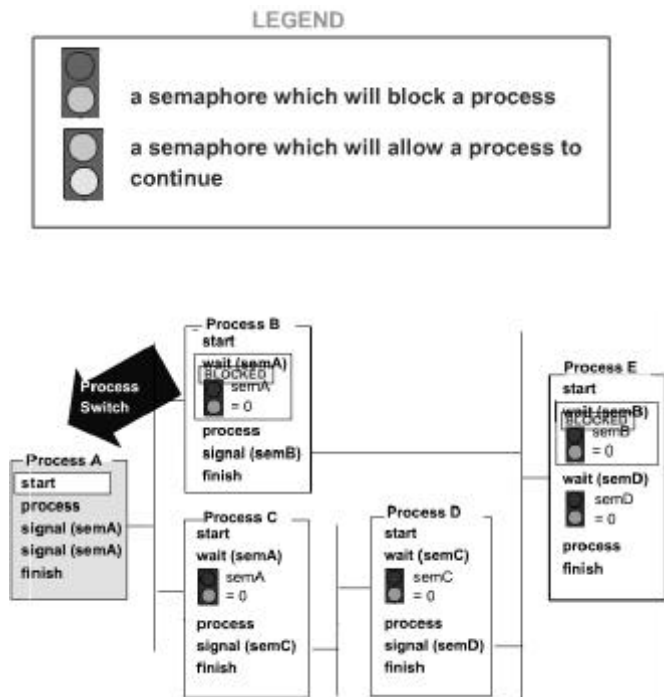 LEGEND
a semaphore which will block a process
a semaphore which will allow a process to
continue
Process
Switch
Process A
start
process
signal (semA)
signal (semA)
finish
Process B
start
wait (semA)
BLOCKED
semA
= 0
process
signal (semB)
finish
Process C
start
wait (semA)
semA
= 0
process
signal (semC)
finish
Process D
start
wait (semC)
semC
= 0
process
signal (semD)
finish
Process E
start
wait (semB)
BLOCKED
semB
= 0
wait (semD)
semD
= 0
process
finish